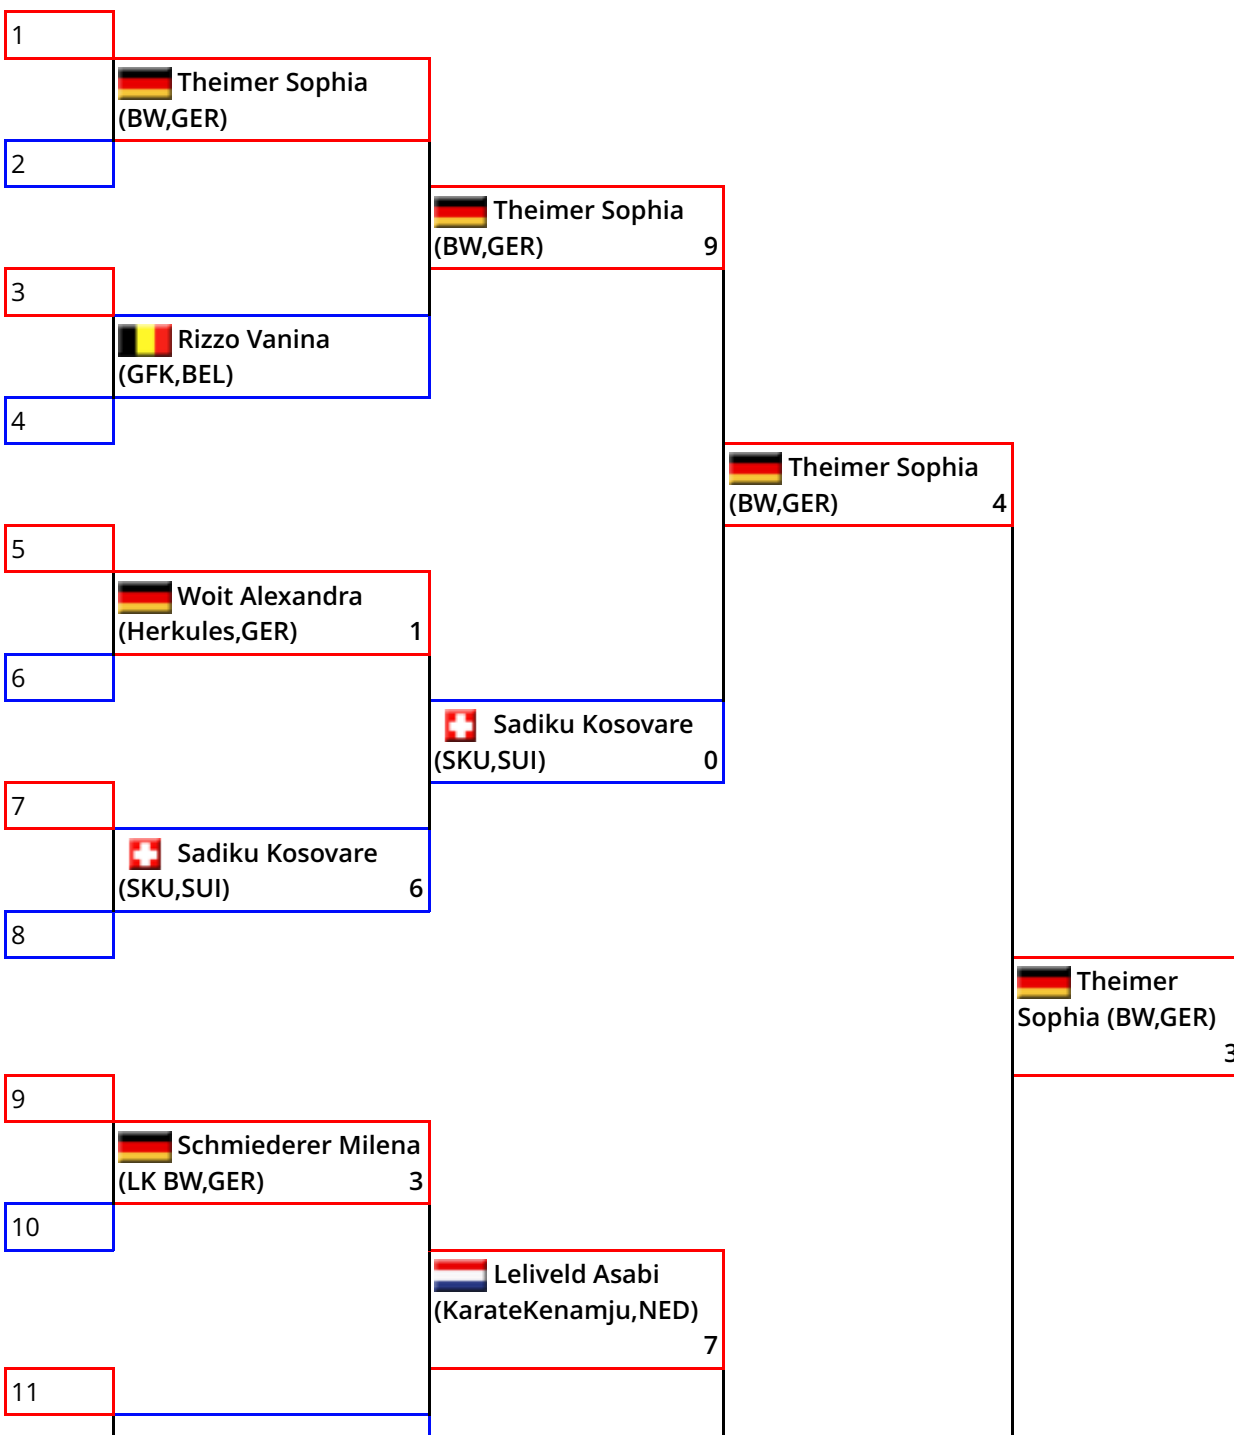 1
Theimer Sophia
(BW,GER)
2
Theimer Sophia
(BW,GER) 9
3
Rizzo Vanina
(GFK,BEL)
4
Theimer Sophia
(BW,GER) 4
5
Woit Alexandra
(Herkules,GER) 1
6
Sadiku Kosovare
(SKU,SUI) 0
7
Sadiku Kosovare
(SKU,SUI) 6
8
Theimer
Sophia (BW,GER)
3
9
Schmiederer Milena
(LK BW,GER) 3
10
Leliveld Asabi
(KarateKenamju,NED)
7
11